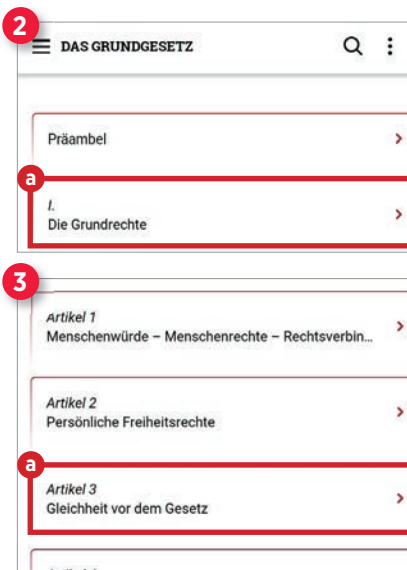 2
DAS GRUNDGESETZ
Präambel
a
I.
Die Grundrechte
3
Artikel 1
Menschenwürde – Menschenrechte – Rechtsverbin...
Artikel 2
Persönliche Freiheitsrechte
a
Artikel 3
Gleichheit vor dem Gesetz